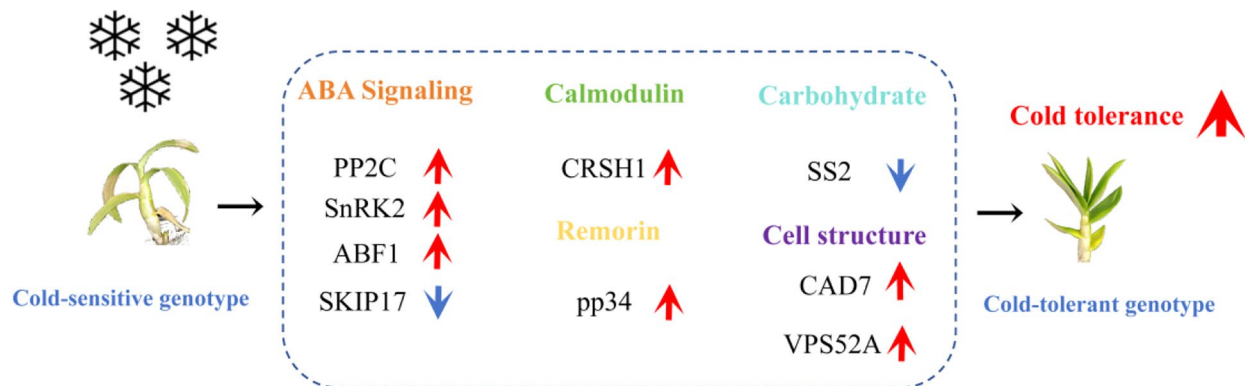 ABA Signaling
PP2C
SnRK2
ABF1
SKIP17
Calmodulin
CRSH1
Remorin
pp34
Carbohydrate
SS2
Cell structure
CAD7
VPS52A
Cold tolerance
Cold-sensitive genotype
Cold-tolerant genotype